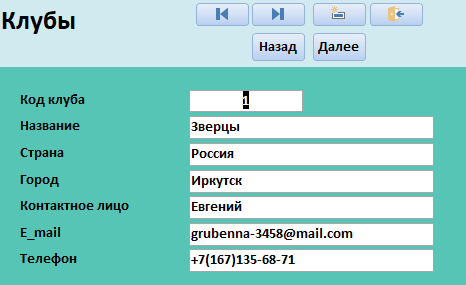 Клубы
Назад Далее
Код клуба 1
Название Зверцы
Страна Россия
Город Иркутск
Контактное лицо Евгений
E_mail grubenna-3458@mail.com
Телефон +7(167)135-68-71